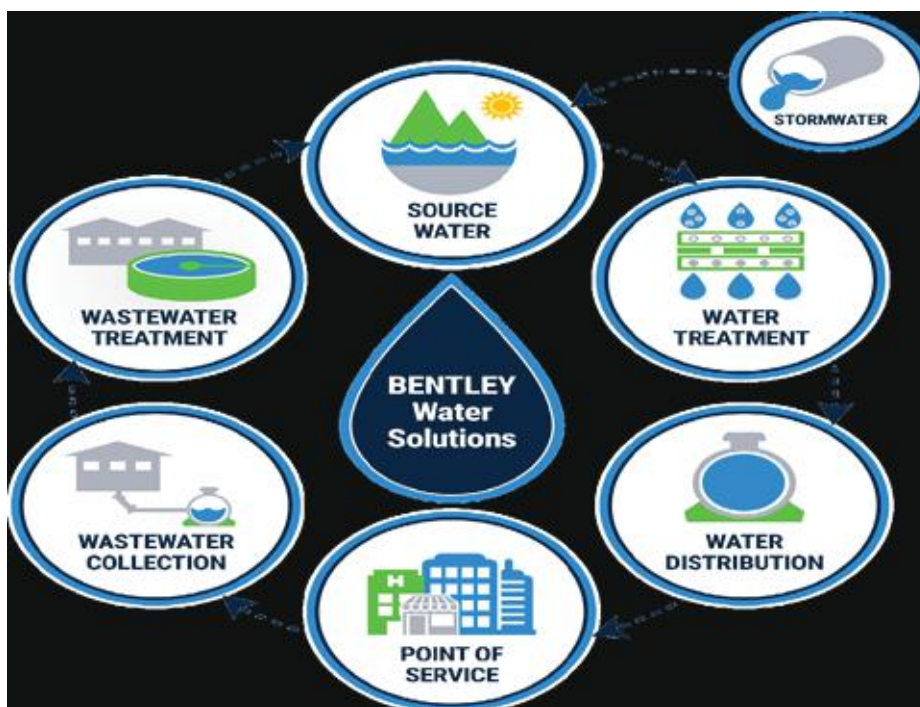 STORMWATER
SOURCE
WATER
WATER
TREATMENT
WATER
DISTRIBUTION
POINT OF
SERVICE
WASTEWATER
COLLECTION
WASTEWATER
TREATMENT
BENTLEY
Water
Solutions
H